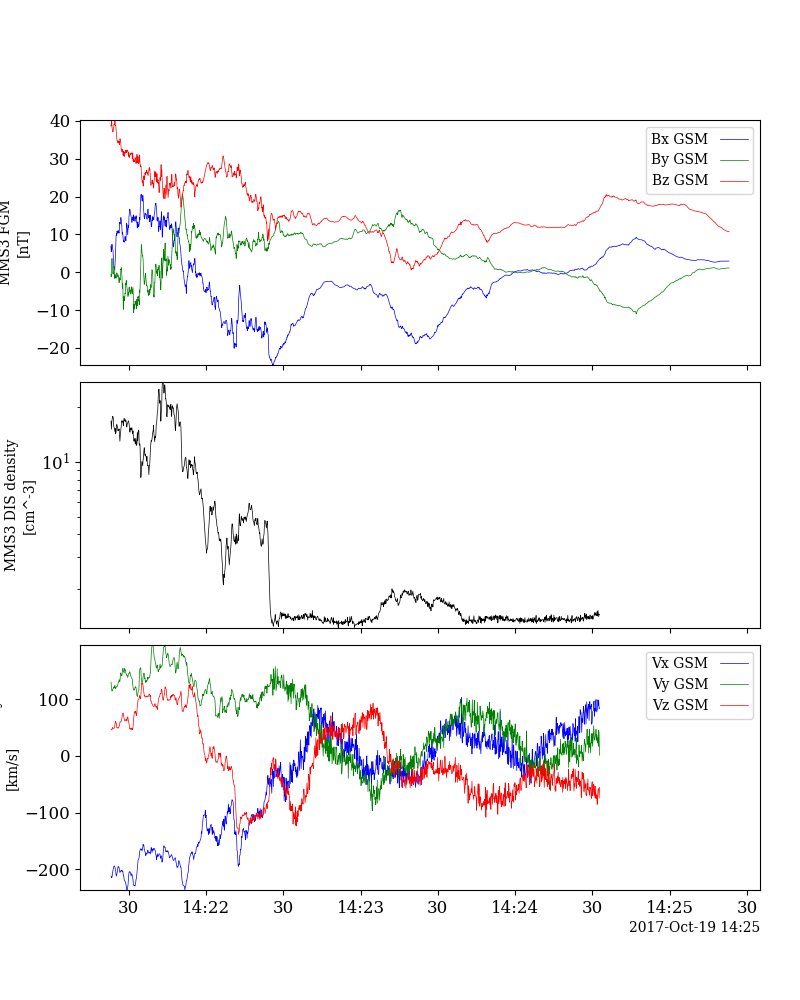 40
30
20
10
0
−10
−20
MMS3 FGM
[nT]
Bx GSM
By GSM
Bz GSM
10^1
MMS3 DIS density
[cm^-3]
100
0
−100
−200
[km/s]
Vx GSM
Vy GSM
Vz GSM
30 14:22 30 14:23 30 14:24 30 14:25 30
2017-Oct-19 14:25